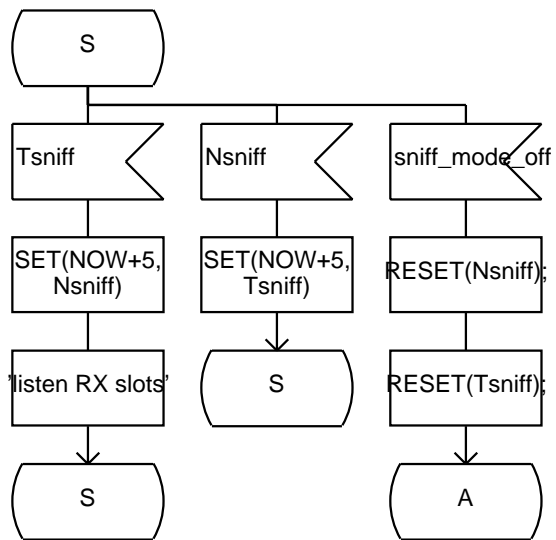 S
Tsniff
Nsniff
sniff_mode_off
SET(NOW+5,
Nsniff)
SET(NOW+5,
Tsniff)
RESET(Nsniff);
'listen RX slots'
S
RESET(Tsniff);
S
A